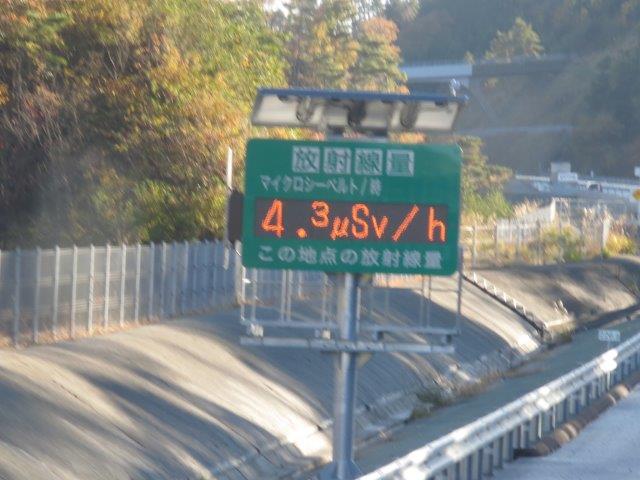 放射線量
マイクロシーベルト/時
4.3μSv/h
この地点の放射線量